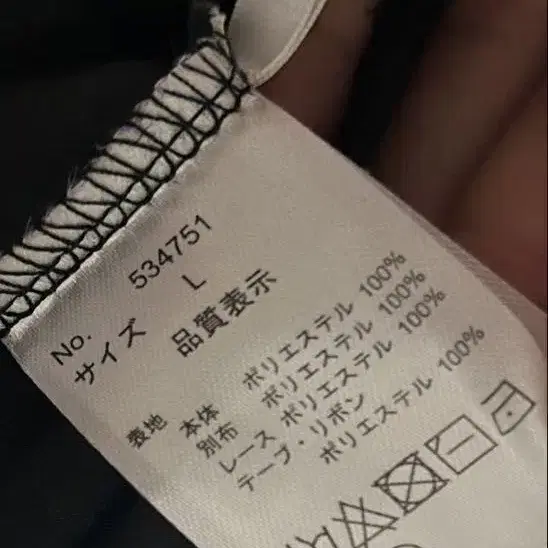 No. 534751
サイズ L
品質表示
表地 本体 ポリエステル 100%
別布 ポリエステル 100%
レース ポリエステル 100%
テープ・リボン
ポリエステル 100%